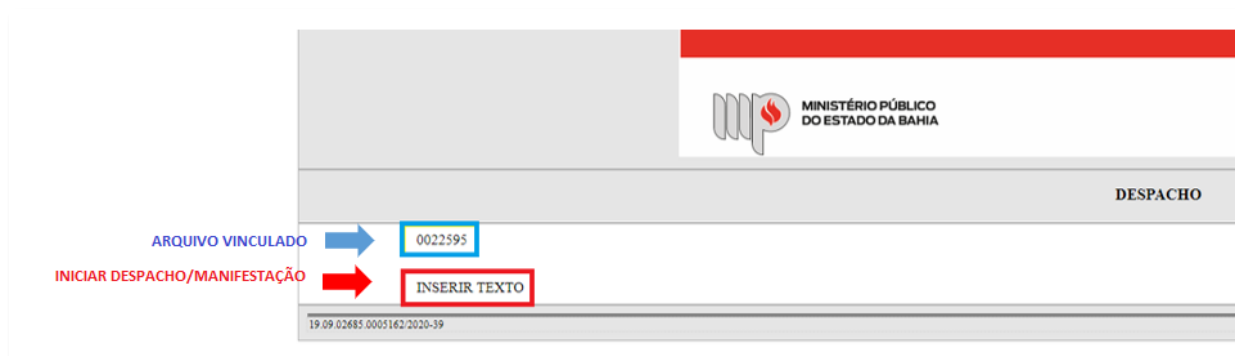 MINISTÉRIO PÚBLICO
DO ESTADO DA BAHIA
DESPACHO
ARQUIVO VINCULADO
0022595
INICIAR DESPACHO/MANIFESTAÇÃO
INSERIR TEXTO
19.09.02685.0005162/2020-39